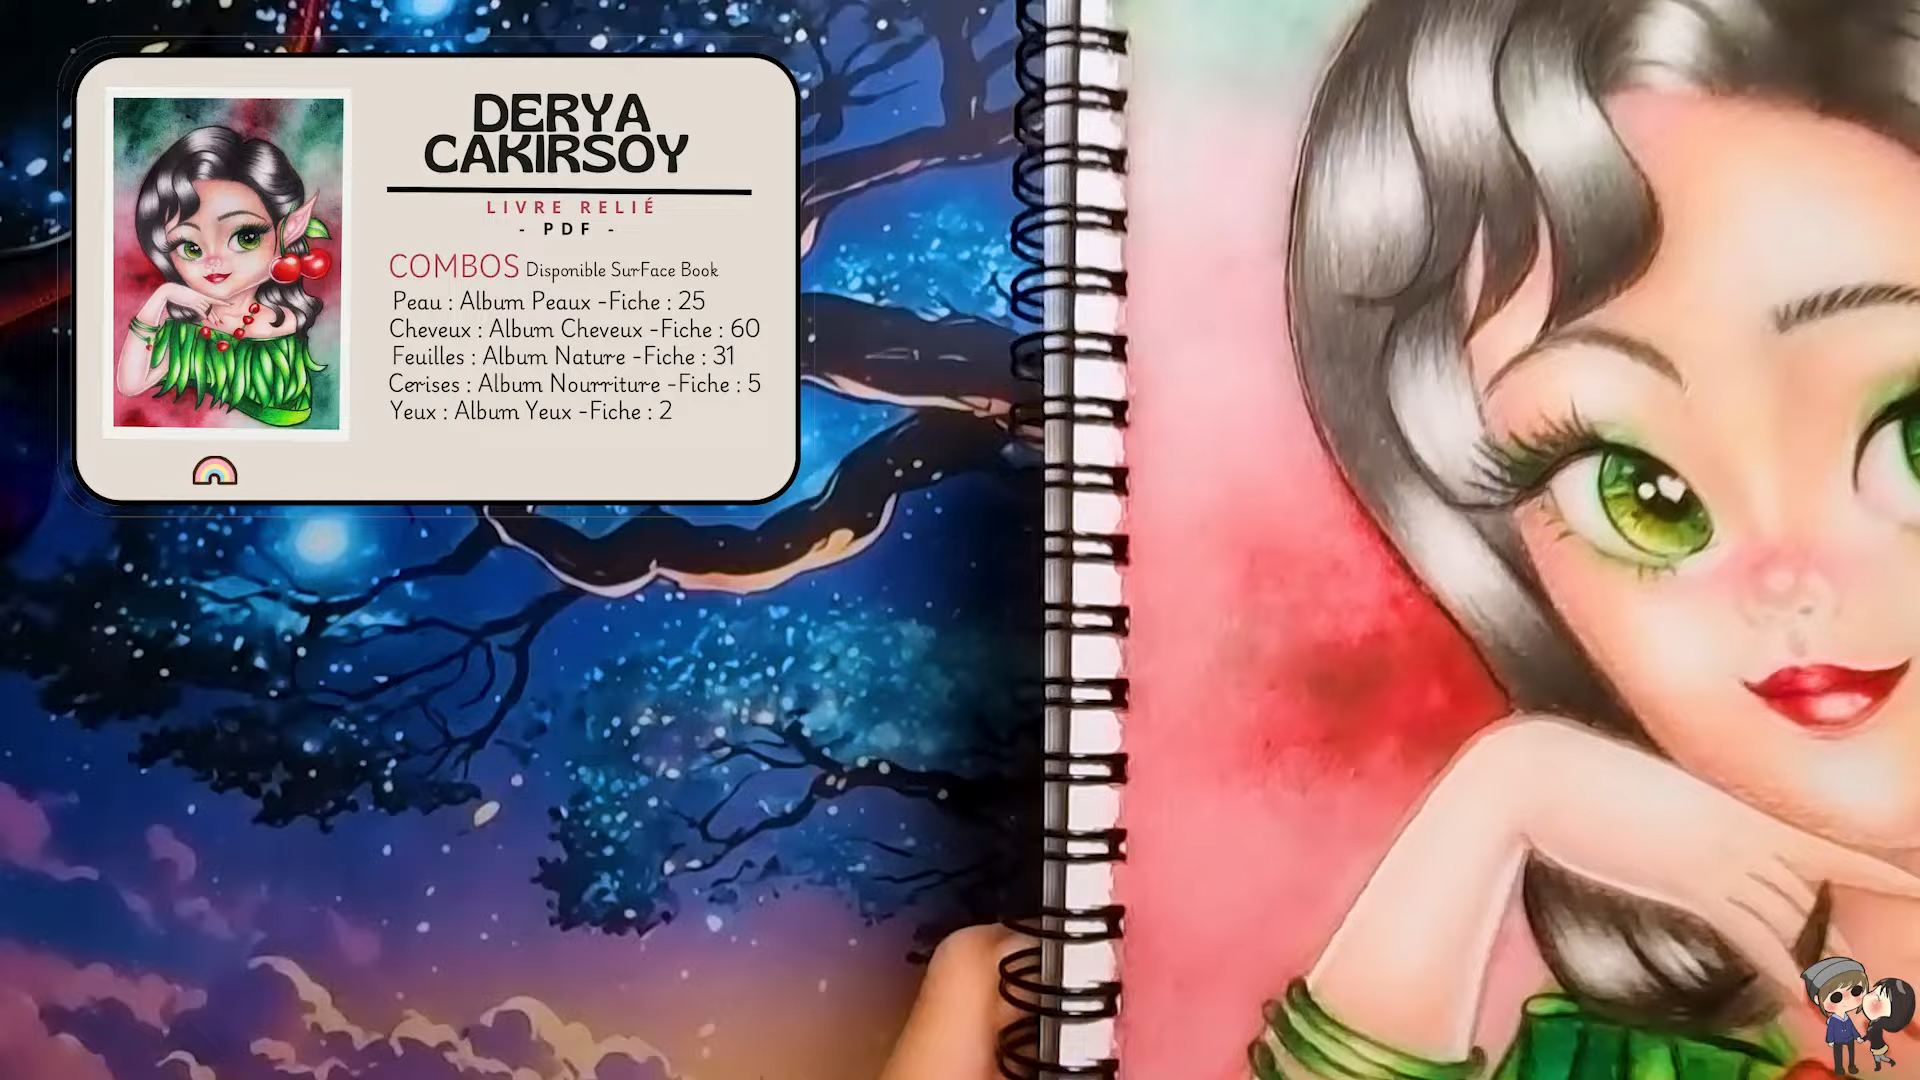 DERYA
CAKIRSOY
LIVRE RELIÉ
- PDF -
COMBOS Disponible SurFace Book
Peau : Album Peaux -Fiche : 25
Cheveux : Album Cheveux -Fiche : 60
Feuilles : Album Nature -Fiche : 31
Cerises : Album Nourriture -Fiche : 5
Yeux : Album Yeux -Fiche : 2